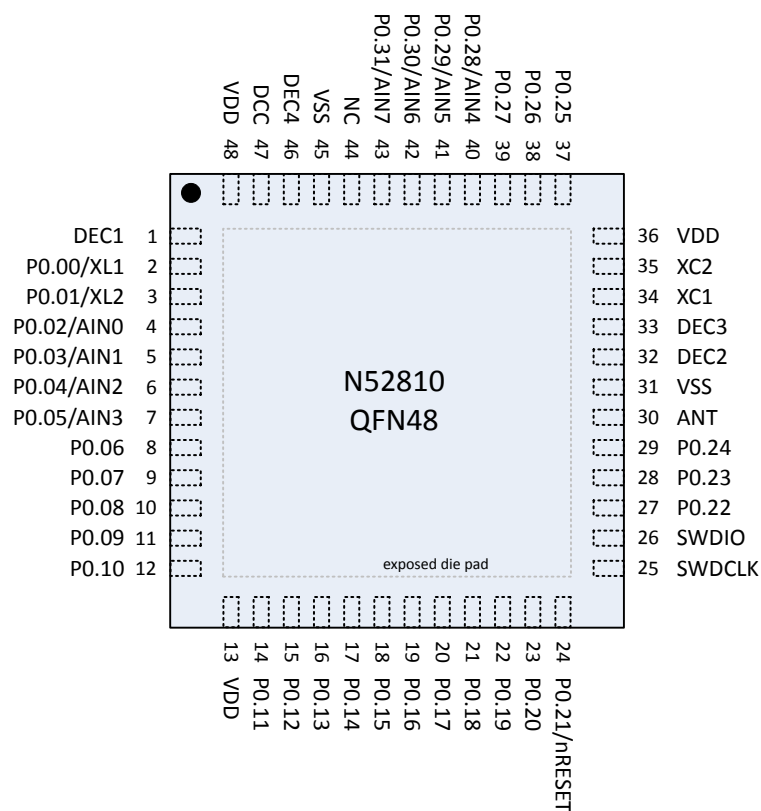 VDD 48
DCC 47
DEC4 46
VSS 45
NC 44
P0.31/AIN7 43
P0.30/AIN6 42
P0.29/AIN5 41
P0.28/AIN4 40
P0.27 39
P0.26 38
P0.25 37
DEC1 1
P0.00/XL1 2
P0.01/XL2 3
P0.02/AIN0 4
P0.03/AIN1 5
P0.04/AIN2 6
P0.05/AIN3 7
P0.06 8
P0.07 9
P0.08 10
P0.09 11
P0.10 12
N52810
QFN48
exposed die pad
36 VDD
35 XC2
34 XC1
33 DEC3
32 DEC2
31 VSS
30 ANT
29 P0.24
28 P0.23
27 P0.22
26 SWDIO
25 SWDCLK
13 VDD
14 P0.11
15 P0.12
16 P0.13
17 P0.14
18 P0.15
19 P0.16
20 P0.17
21 P0.18
22 P0.19
23 P0.20
24 P0.21/nRESET